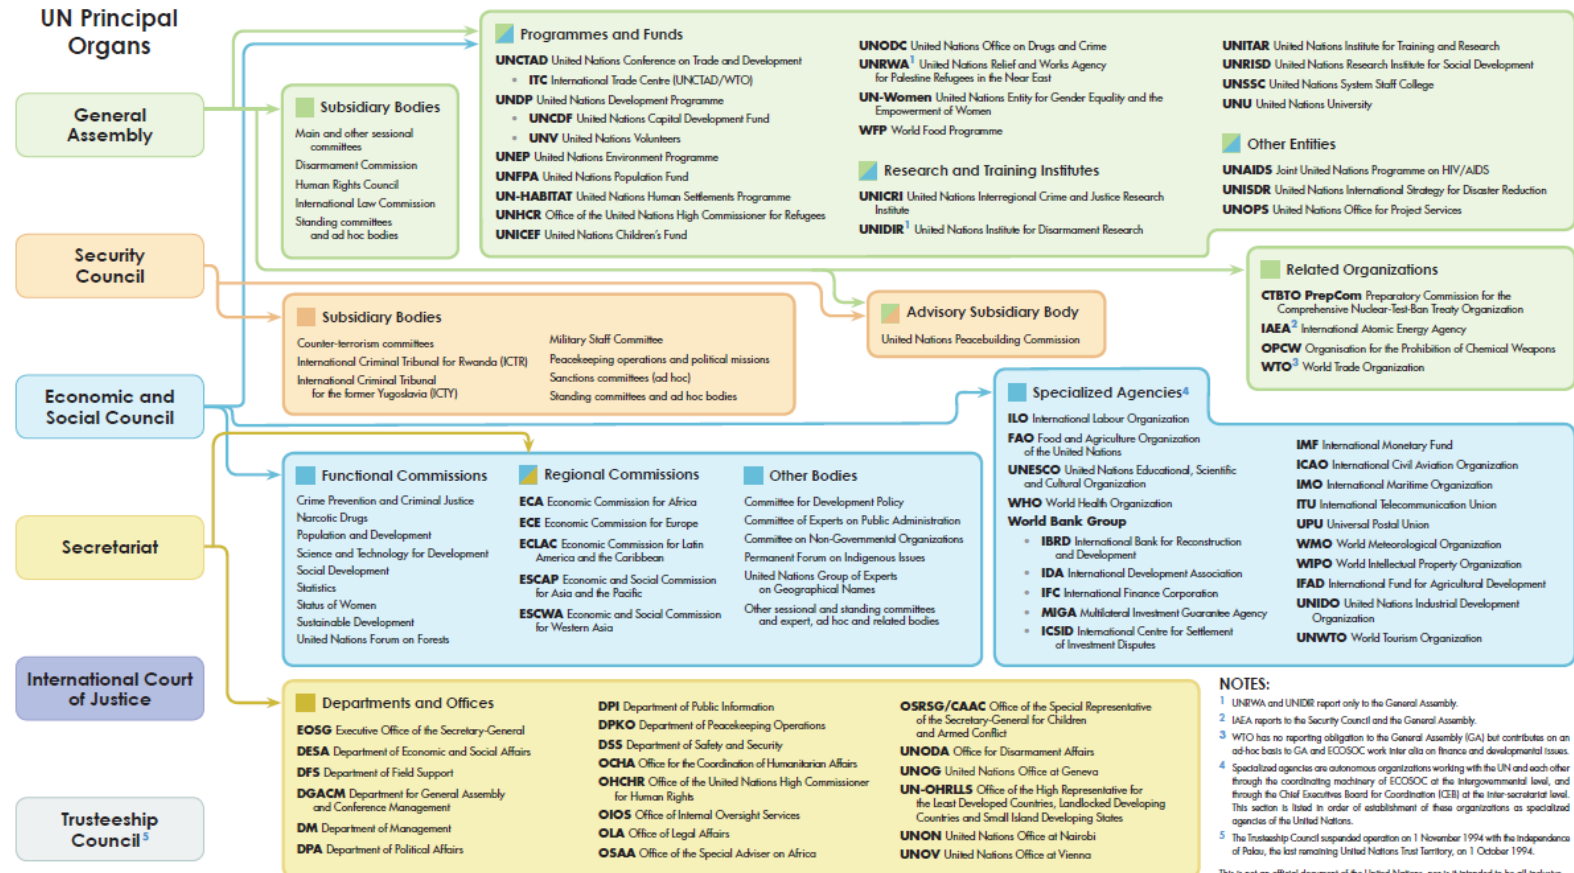 UN Principal
Organs
General
Assembly
Security
Council
Economic and
Social Council
Secretariat
International Court
of Justice
Trusteeship
Council 5
Subsidiary Bodies
Main and other sessional
committees
Disarmament Commission
Human Rights Council
International Law Commission
Standing committees
and ad hoc bodies
Programmes and Funds
UNCTAD United Nations Conference on Trade and Development
• ITC International Trade Centre (UNCTAD/WTO)
UNDP United Nations Development Programme
• UNCDF United Nations Capital Development Fund
• UNV United Nations Volunteers
UNEP United Nations Environment Programme
UNFPA United Nations Population Fund
UN-HABITAT United Nations Human Settlements Programme
UNHCR Office of the United Nations High Commissioner for Refugees
UNICEF United Nations Children's Fund
UNODC United Nations Office on Drugs and Crime
UNRWA1 United Nations Relief and Works Agency
for Palestine Refugees in the Near East
UN-Women United Nations Entity for Gender Equality and the
Empowerment of Women
WFP World Food Programme
Research and Training Institutes
UNICRI United Nations Interregional Crime and Justice Research
Institute
UNIDIR1 United Nations Institute for Disarmament Research
UNITAR United Nations Institute for Training and Research
UNRISD United Nations Research Institute for Social Development
UNSSC United Nations System Staff College
UNU United Nations University
Other Entities
UNAIDS Joint United Nations Programme on HIV/AIDS
UNISDR United Nations International Strategy for Disaster Reduction
UNOPS United Nations Office for Project Services
Related Organizations
CTBTO PrepCom Preparatory Commission for the
Comprehensive Nuclear-Test-Ban Treaty Organization
IAEA2 International Atomic Energy Agency
OPCW Organisation for the Prohibition of Chemical Weapons
WTO3 World Trade Organization
Subsidiary Bodies
Counter-terrorism committees
International Criminal Tribunal for Rwanda (ICTR)
International Criminal Tribunal
for the former Yugoslavia (ICTY)
Military Staff Committee
Peacekeeping operations and political missions
Sanctions committees (ad hoc)
Standing committees and ad hoc bodies
Advisory Subsidiary Body
United Nations Peacebuilding Commission
Functional Commissions
Crime Prevention and Criminal Justice
Narcotic Drugs
Population and Development
Science and Technology for Development
Social Development
Statistics
Status of Women
Sustainable Development
United Nations Forum on Forests
Regional Commissions
ECA Economic Commission for Africa
ECE Economic Commission for Europe
ECLAC Economic Commission for Latin
America and the Caribbean
ESCAP Economic and Social Commission
for Asia and the Pacific
ESCWA Economic and Social Commission
for Western Asia
Other Bodies
Committee for Development Policy
Committee of Experts on Public Administration
Committee on Non-Governmental Organizations
Permanent Forum on Indigenous Issues
United Nations Group of Experts
on Geographical Names
Other sessional and standing committees
and expert, ad hoc and related bodies
Specialized Agencies4
ILO International Labour Organization
FAO Food and Agriculture Organization
of the United Nations
UNESCO United Nations Educational, Scientific
and Cultural Organization
WHO World Health Organization
World Bank Group
• IBRD International Bank for Reconstruction
and Development
• IDA International Development Association
• IFC International Finance Corporation
• MIGA Multilateral Investment Guarantee Agency
• ICSID International Centre for Settlement
of Investment Disputes
IMF International Monetary Fund
ICAO International Civil Aviation Organization
IMO International Maritime Organization
ITU International Telecommunication Union
UPU Universal Postal Union
WMO World Meteorological Organization
WIPO World Intellectual Property Organization
IFAD International Fund for Agricultural Development
UNIDO United Nations Industrial Development
Organization
UNWTO World Tourism Organization
Departments and Offices
EOSG Executive Office of the Secretary-General
DESA Department of Economic and Social Affairs
DFS Department of Field Support
DGACM Department for General Assembly
and Conference Management
DM Department of Management
DPA Department of Political Affairs
DPI Department of Public Information
DPKO Department of Peacekeeping Operations
DSS Department of Safety and Security
OCHA Office for the Coordination of Humanitarian Affairs
OHCHR Office of the United Nations High Commissioner
for Human Rights
OIOS Office of Internal Oversight Services
OLA Office of Legal Affairs
OSAA Office of the Special Adviser on Africa
OSRSG/CAAC Office of the Special Representative
of the Secretary-General for Children
and Armed Conflict
UNODA Office for Disarmament Affairs
UNOG United Nations Office at Geneva
UN-OHRLLS Office of the High Representative for
the Least Developed Countries, Landlocked Developing
Countries and Small Island Developing States
UNON United Nations Office at Nairobi
UNOV United Nations Office at Vienna
NOTES:
1 UNRWA and UNIDIR report only to the General Assembly.
2 IAEA reports to the Security Council and the General Assembly.
3 WTO has no reporting obligation to the General Assembly (GA) but contributes on an
ad-hoc basis to GA and ECOSOC work inter alia on finance and developmental issues.
4 Specialized agencies are autonomous organizations working with the UN and each other
through the coordinating machinery of ECOSOC at the intergovernmental level, and
through the Chief Executives Board for Coordination (CEB) at the inter-secretariat level.
This section is listed in order of establishment of these organizations as specialized
agencies of the United Nations.
5 The Trusteeship Council suspended operation on 1 November 1994 with the independence
of Palau, the last remaining United Nations Trust Territory, on 1 October 1994.
This is not an official document of the United Nations, nor is it intended to be all-inclusive.